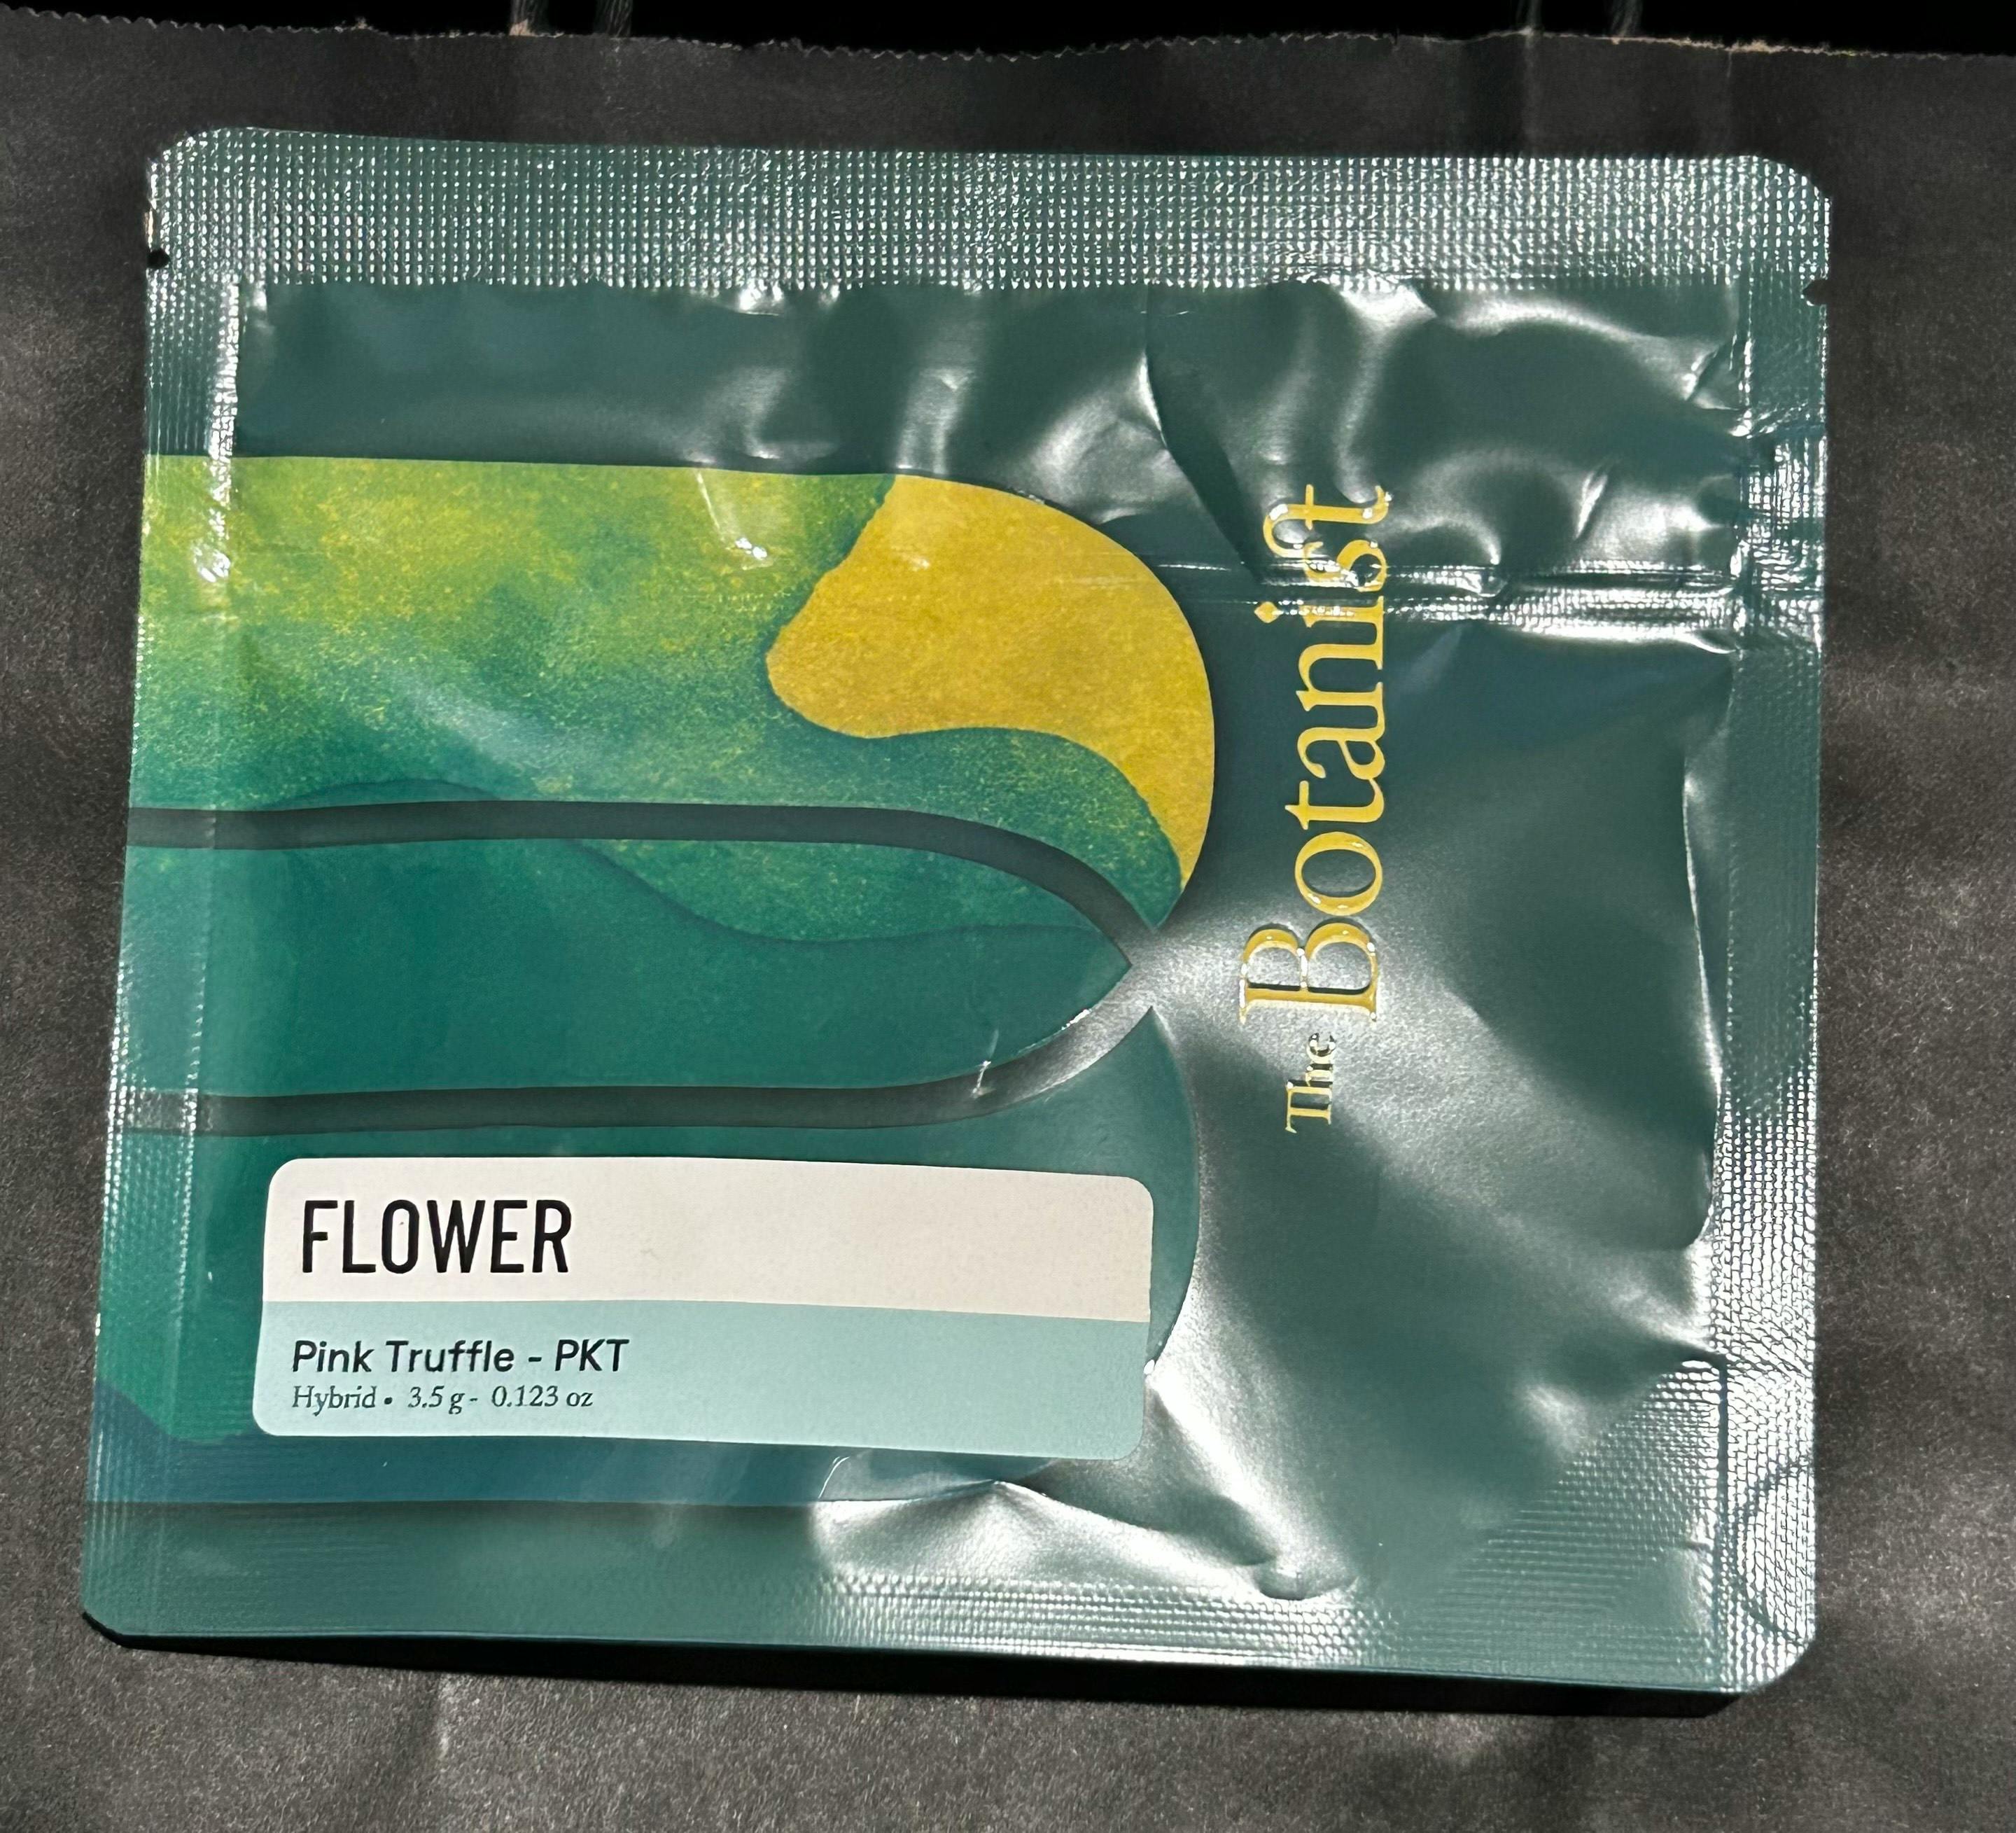 The Botanist
FLOWER
Pink Truffle - PKT
Hybrid • 3.5 g - 0.123 oz